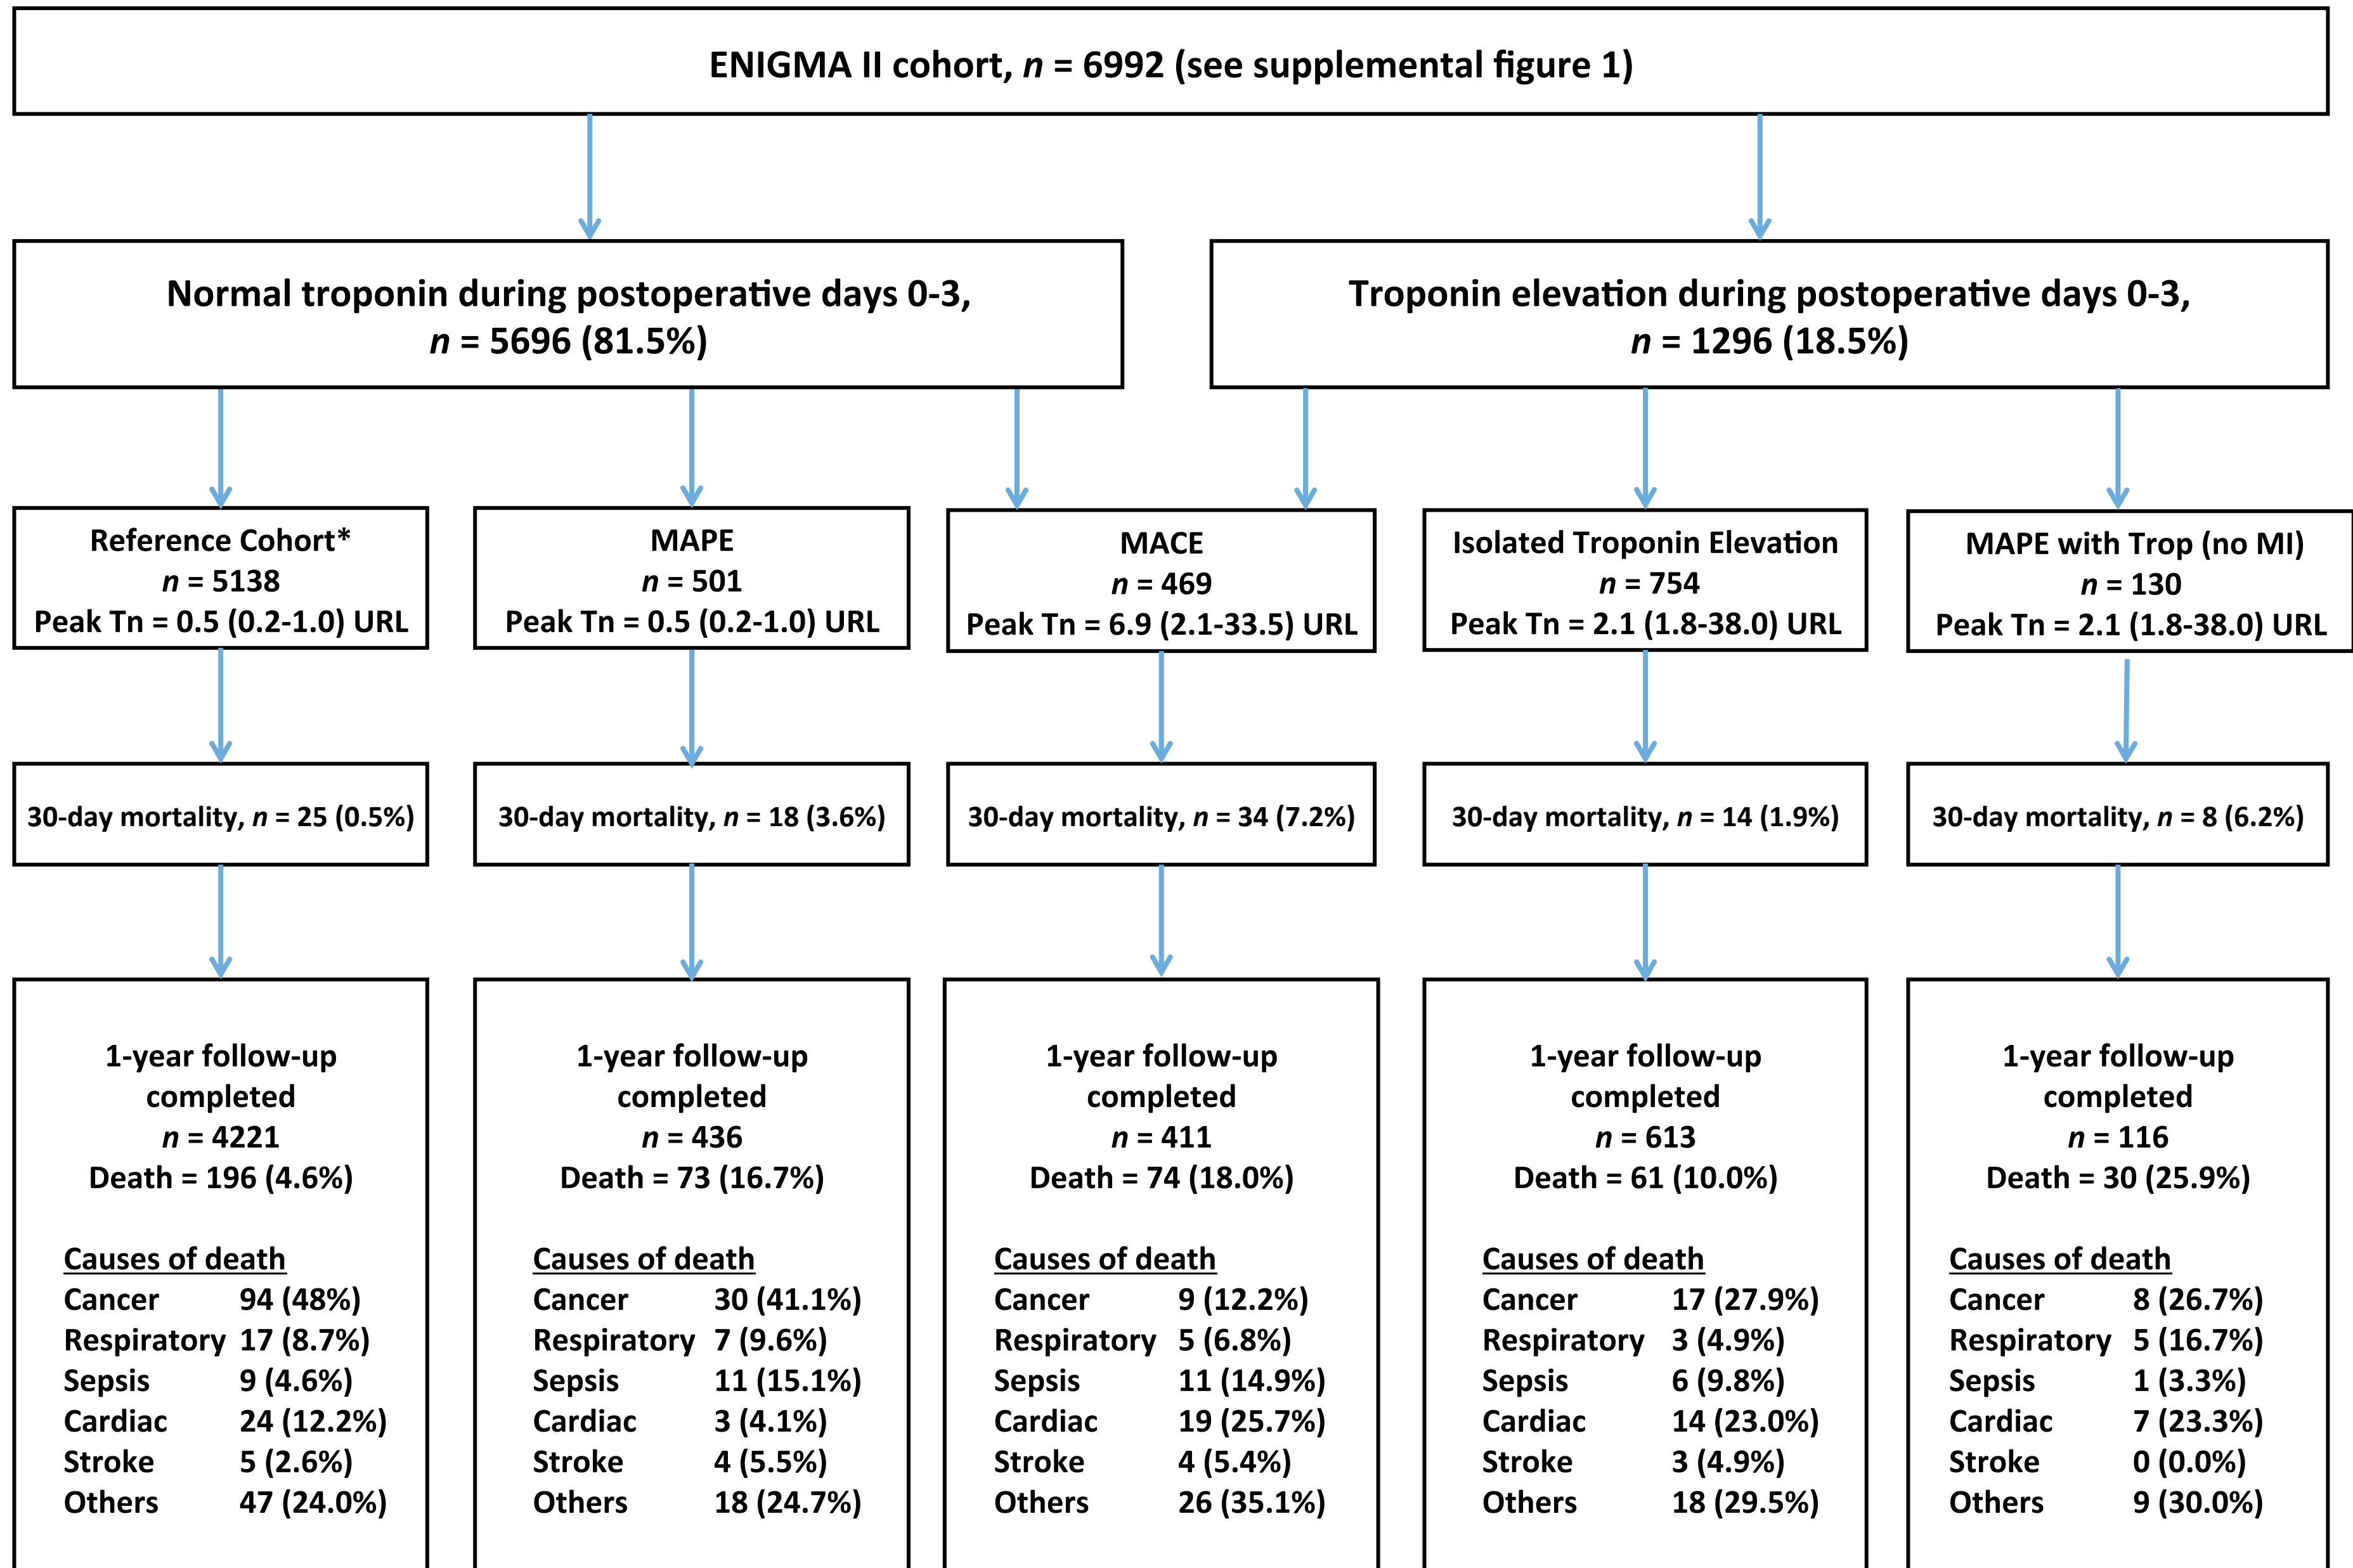 ENIGMA II cohort, n = 6992 (see supplemental figure 1)
Normal troponin during postoperative days 0-3,
n = 5696 (81.5%)
Troponin elevation during postoperative days 0-3,
n = 1296 (18.5%)
Reference Cohort*
n = 5138
Peak Tn = 0.5 (0.2-1.0) URL
MAPE
n = 501
Peak Tn = 0.5 (0.2-1.0) URL
MACE
n = 469
Peak Tn = 6.9 (2.1-33.5) URL
Isolated Troponin Elevation
n = 754
Peak Tn = 2.1 (1.8-38.0) URL
MAPE with Trop (no MI)
n = 130
Peak Tn = 2.1 (1.8-38.0) URL
30-day mortality, n = 25 (0.5%)
30-day mortality, n = 18 (3.6%)
30-day mortality, n = 34 (7.2%)
30-day mortality, n = 14 (1.9%)
30-day mortality, n = 8 (6.2%)
1-year follow-up
completed
n = 4221
Death = 196 (4.6%)
Causes of death
Cancer 94 (48%)
Respiratory 17 (8.7%)
Sepsis 9 (4.6%)
Cardiac 24 (12.2%)
Stroke 5 (2.6%)
Others 47 (24.0%)
1-year follow-up
completed
n = 436
Death = 73 (16.7%)
Causes of death
Cancer 30 (41.1%)
Respiratory 7 (9.6%)
Sepsis 11 (15.1%)
Cardiac 3 (4.1%)
Stroke 4 (5.5%)
Others 18 (24.7%)
1-year follow-up
completed
n = 411
Death = 74 (18.0%)
Causes of death
Cancer 9 (12.2%)
Respiratory 5 (6.8%)
Sepsis 11 (14.9%)
Cardiac 19 (25.7%)
Stroke 4 (5.4%)
Others 26 (35.1%)
1-year follow-up
completed
n = 613
Death = 61 (10.0%)
Causes of death
Cancer 17 (27.9%)
Respiratory 3 (4.9%)
Sepsis 6 (9.8%)
Cardiac 14 (23.0%)
Stroke 3 (4.9%)
Others 18 (29.5%)
1-year follow-up
completed
n = 116
Death = 30 (25.9%)
Causes of death
Cancer 8 (26.7%)
Respiratory 5 (16.7%)
Sepsis 1 (3.3%)
Cardiac 7 (23.3%)
Stroke 0 (0.0%)
Others 9 (30.0%)